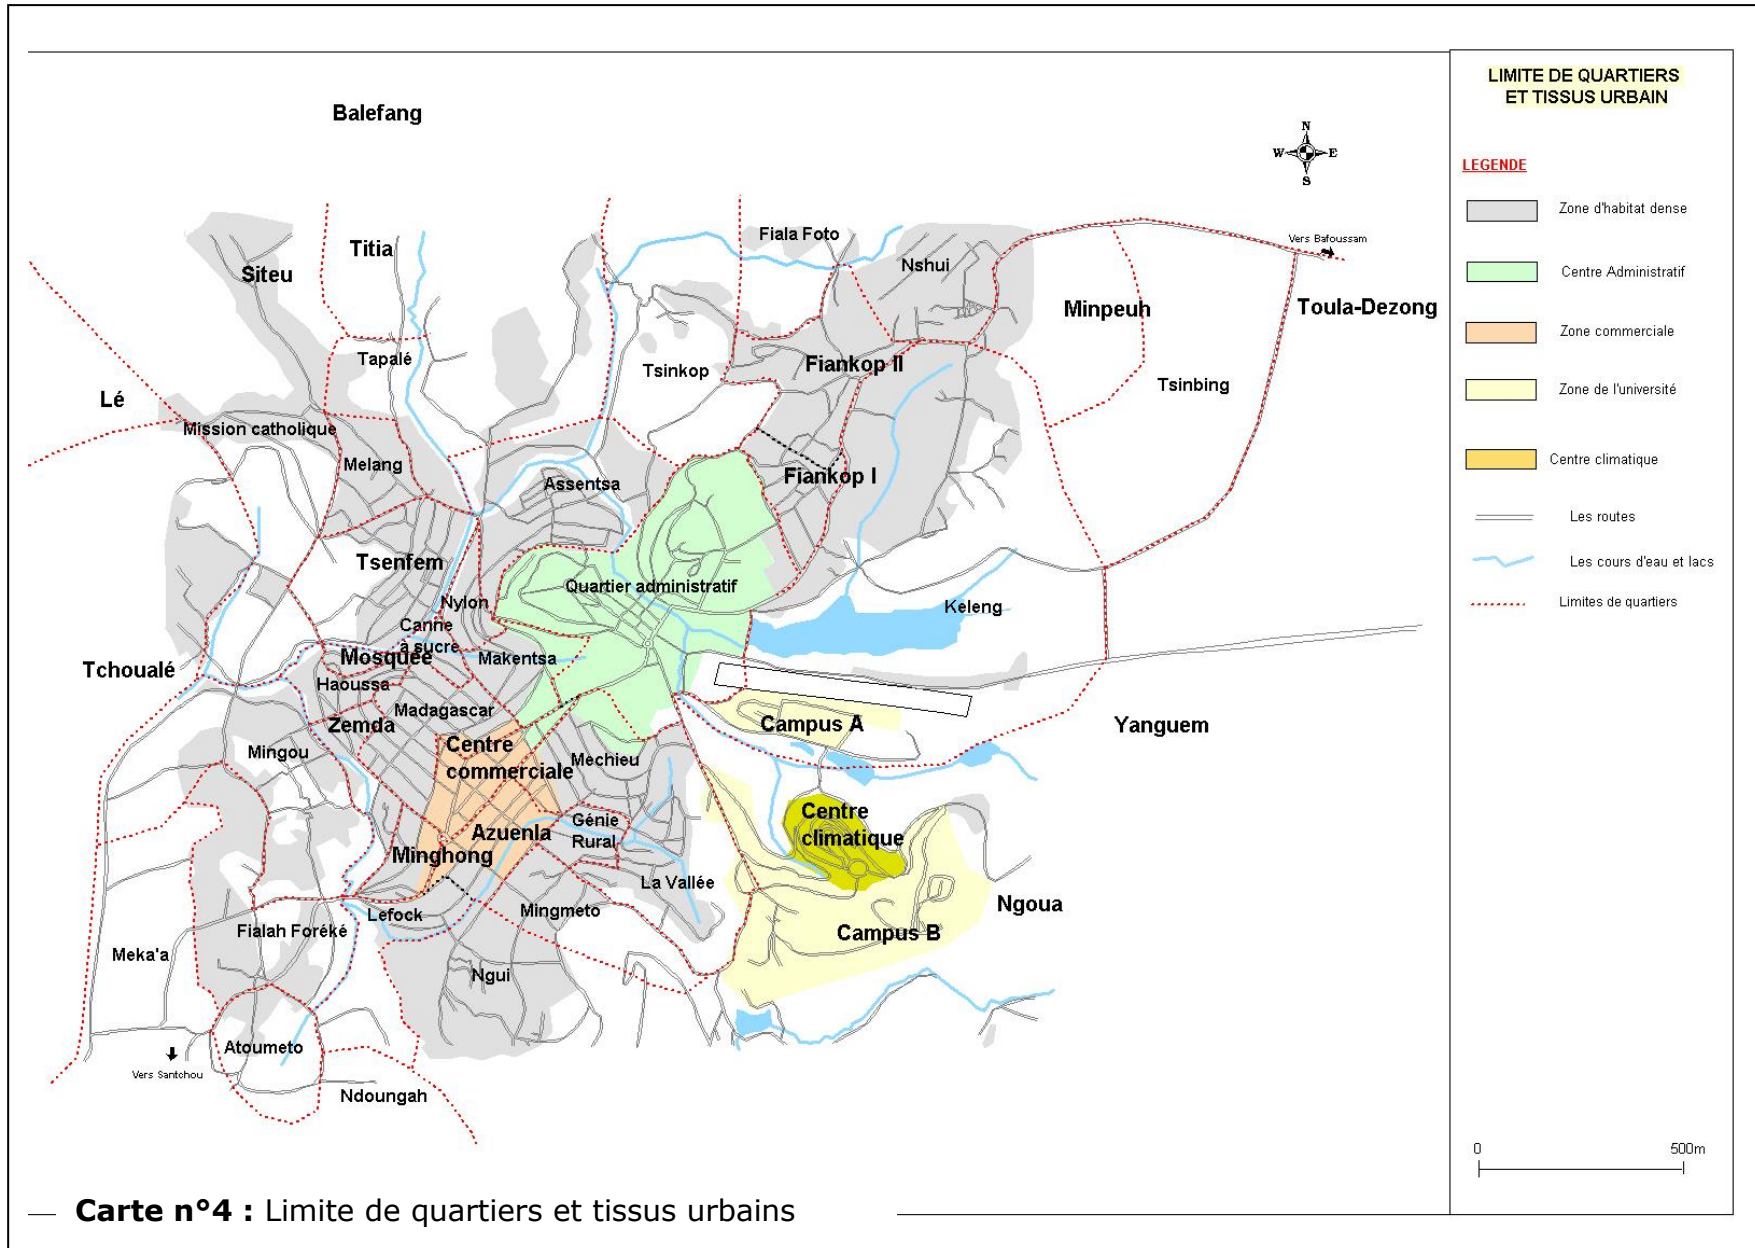 LIMITE DE QUARTIERS
ET TISSUS URBAIN
LEGENDE
Zone d'habitat dense
Centre Administratif
Zone commerciale
Zone de l'université
Centre climatique
Les routes
Les cours d'eau et lacs
Limites de quartiers
0 500m
N
W E
S
Balefang
Fiala Foto
Vers Bafoussam
Titia
Siteu
Nshui
Minpeuh
Toula-Dezong
Tapalé
Tsinkop
Fiankop II
Tsinbing
Lé
Mission catholique
Melang
Assentsa
Fiankop I
Tsenfem
Quartier administratif
Nylon
Keleng
Canne
à sucre
Mosquée
Makentsa
Tchoualé
Haoussa
Madagascar
Zemda
Campus A
Yanguem
Mingou
Centre
commerciale
Mechieu
Centre
climatique
Génie
Rural
Azuenla
Minghong
La Vallée
Ngoua
Lefock
Mingmeto
Fialah Foréké
Campus B
Meka'a
Ngui
Atoumeto
Vers Santchou
Ndoungah
Carte n°4 : Limite de quartiers et tissus urbains